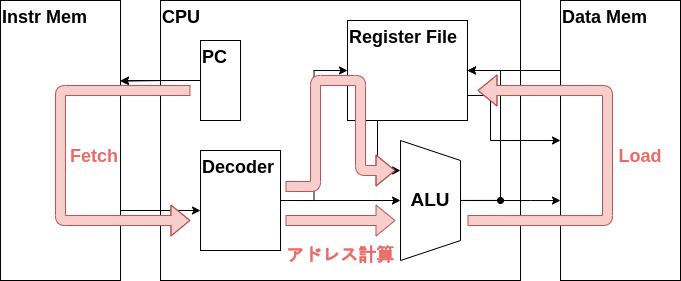 Instr Mem
CPU
Data Mem
Register File
PC
Fetch
Load
Decoder
ALU
アドレス計算